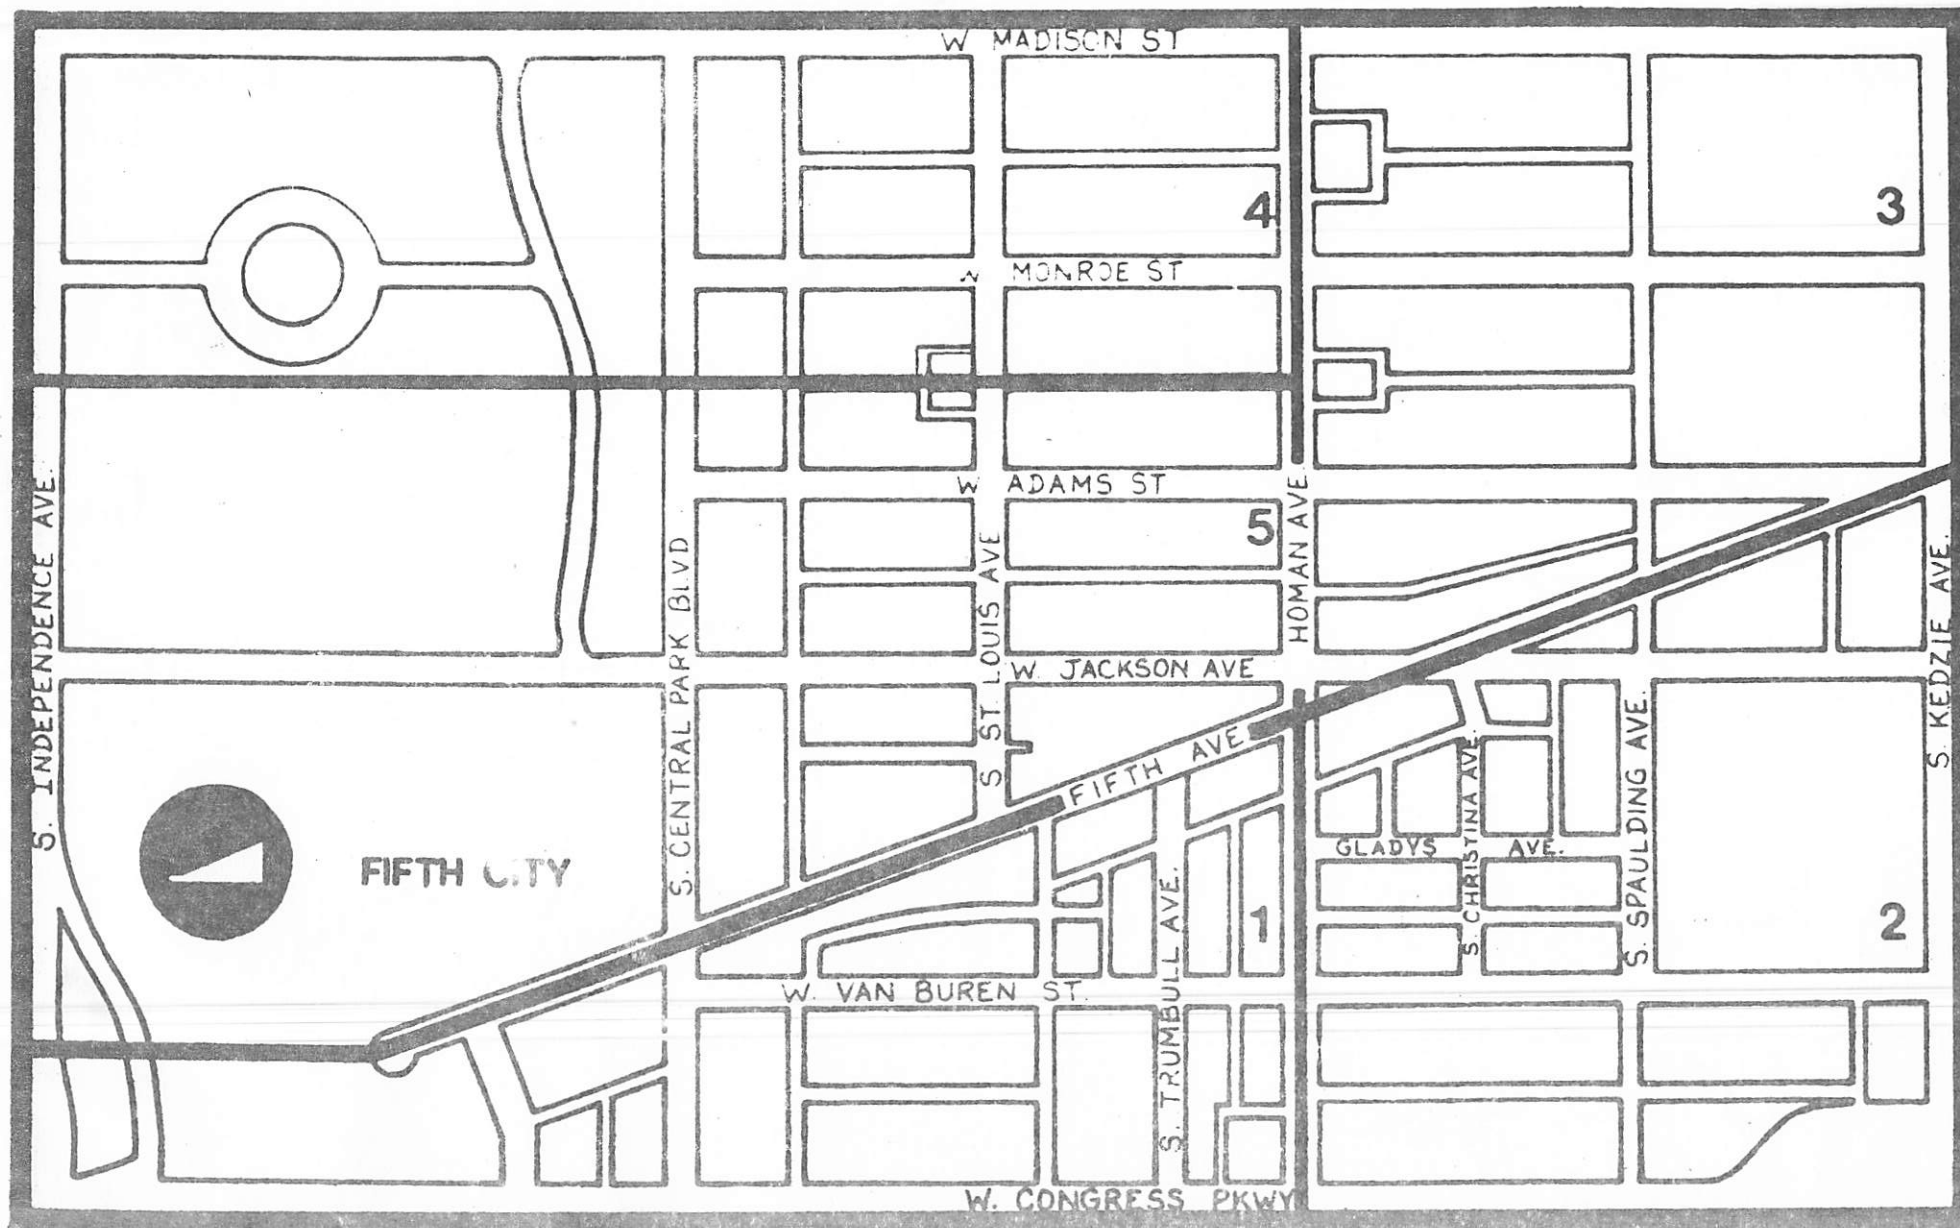 W MADISON ST
4
3
MONROE ST
W ADAMS ST
5
S. INDEPENDENCE AVE.
S. CENTRAL PARK BLVD
S ST. LOUIS AVE
HOMAN AVE
S. KEDZIE AVE.
W. JACKSON AVE
FIFTH AVE
S. CHRISTINA AVE.
S. SPAULDING AVE.
GLADYS AVE.
FIFTH CITY
1
2
W. VAN BUREN ST.
S. TRUMBULL AVE.
W. CONGRESS PKWY